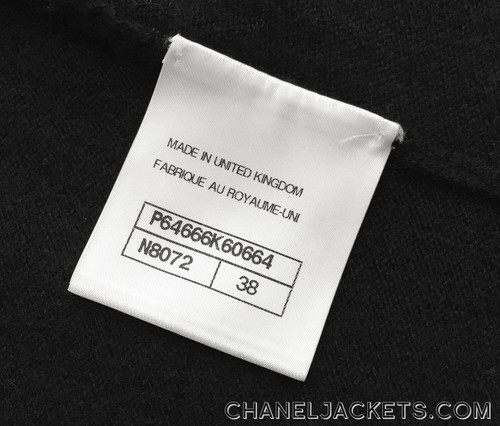 MADE IN UNITED KINGDOM
FABRIQUE AU ROYAUME-UNI
P64666K60664
N8072 38
CHANELJACKETS.COM